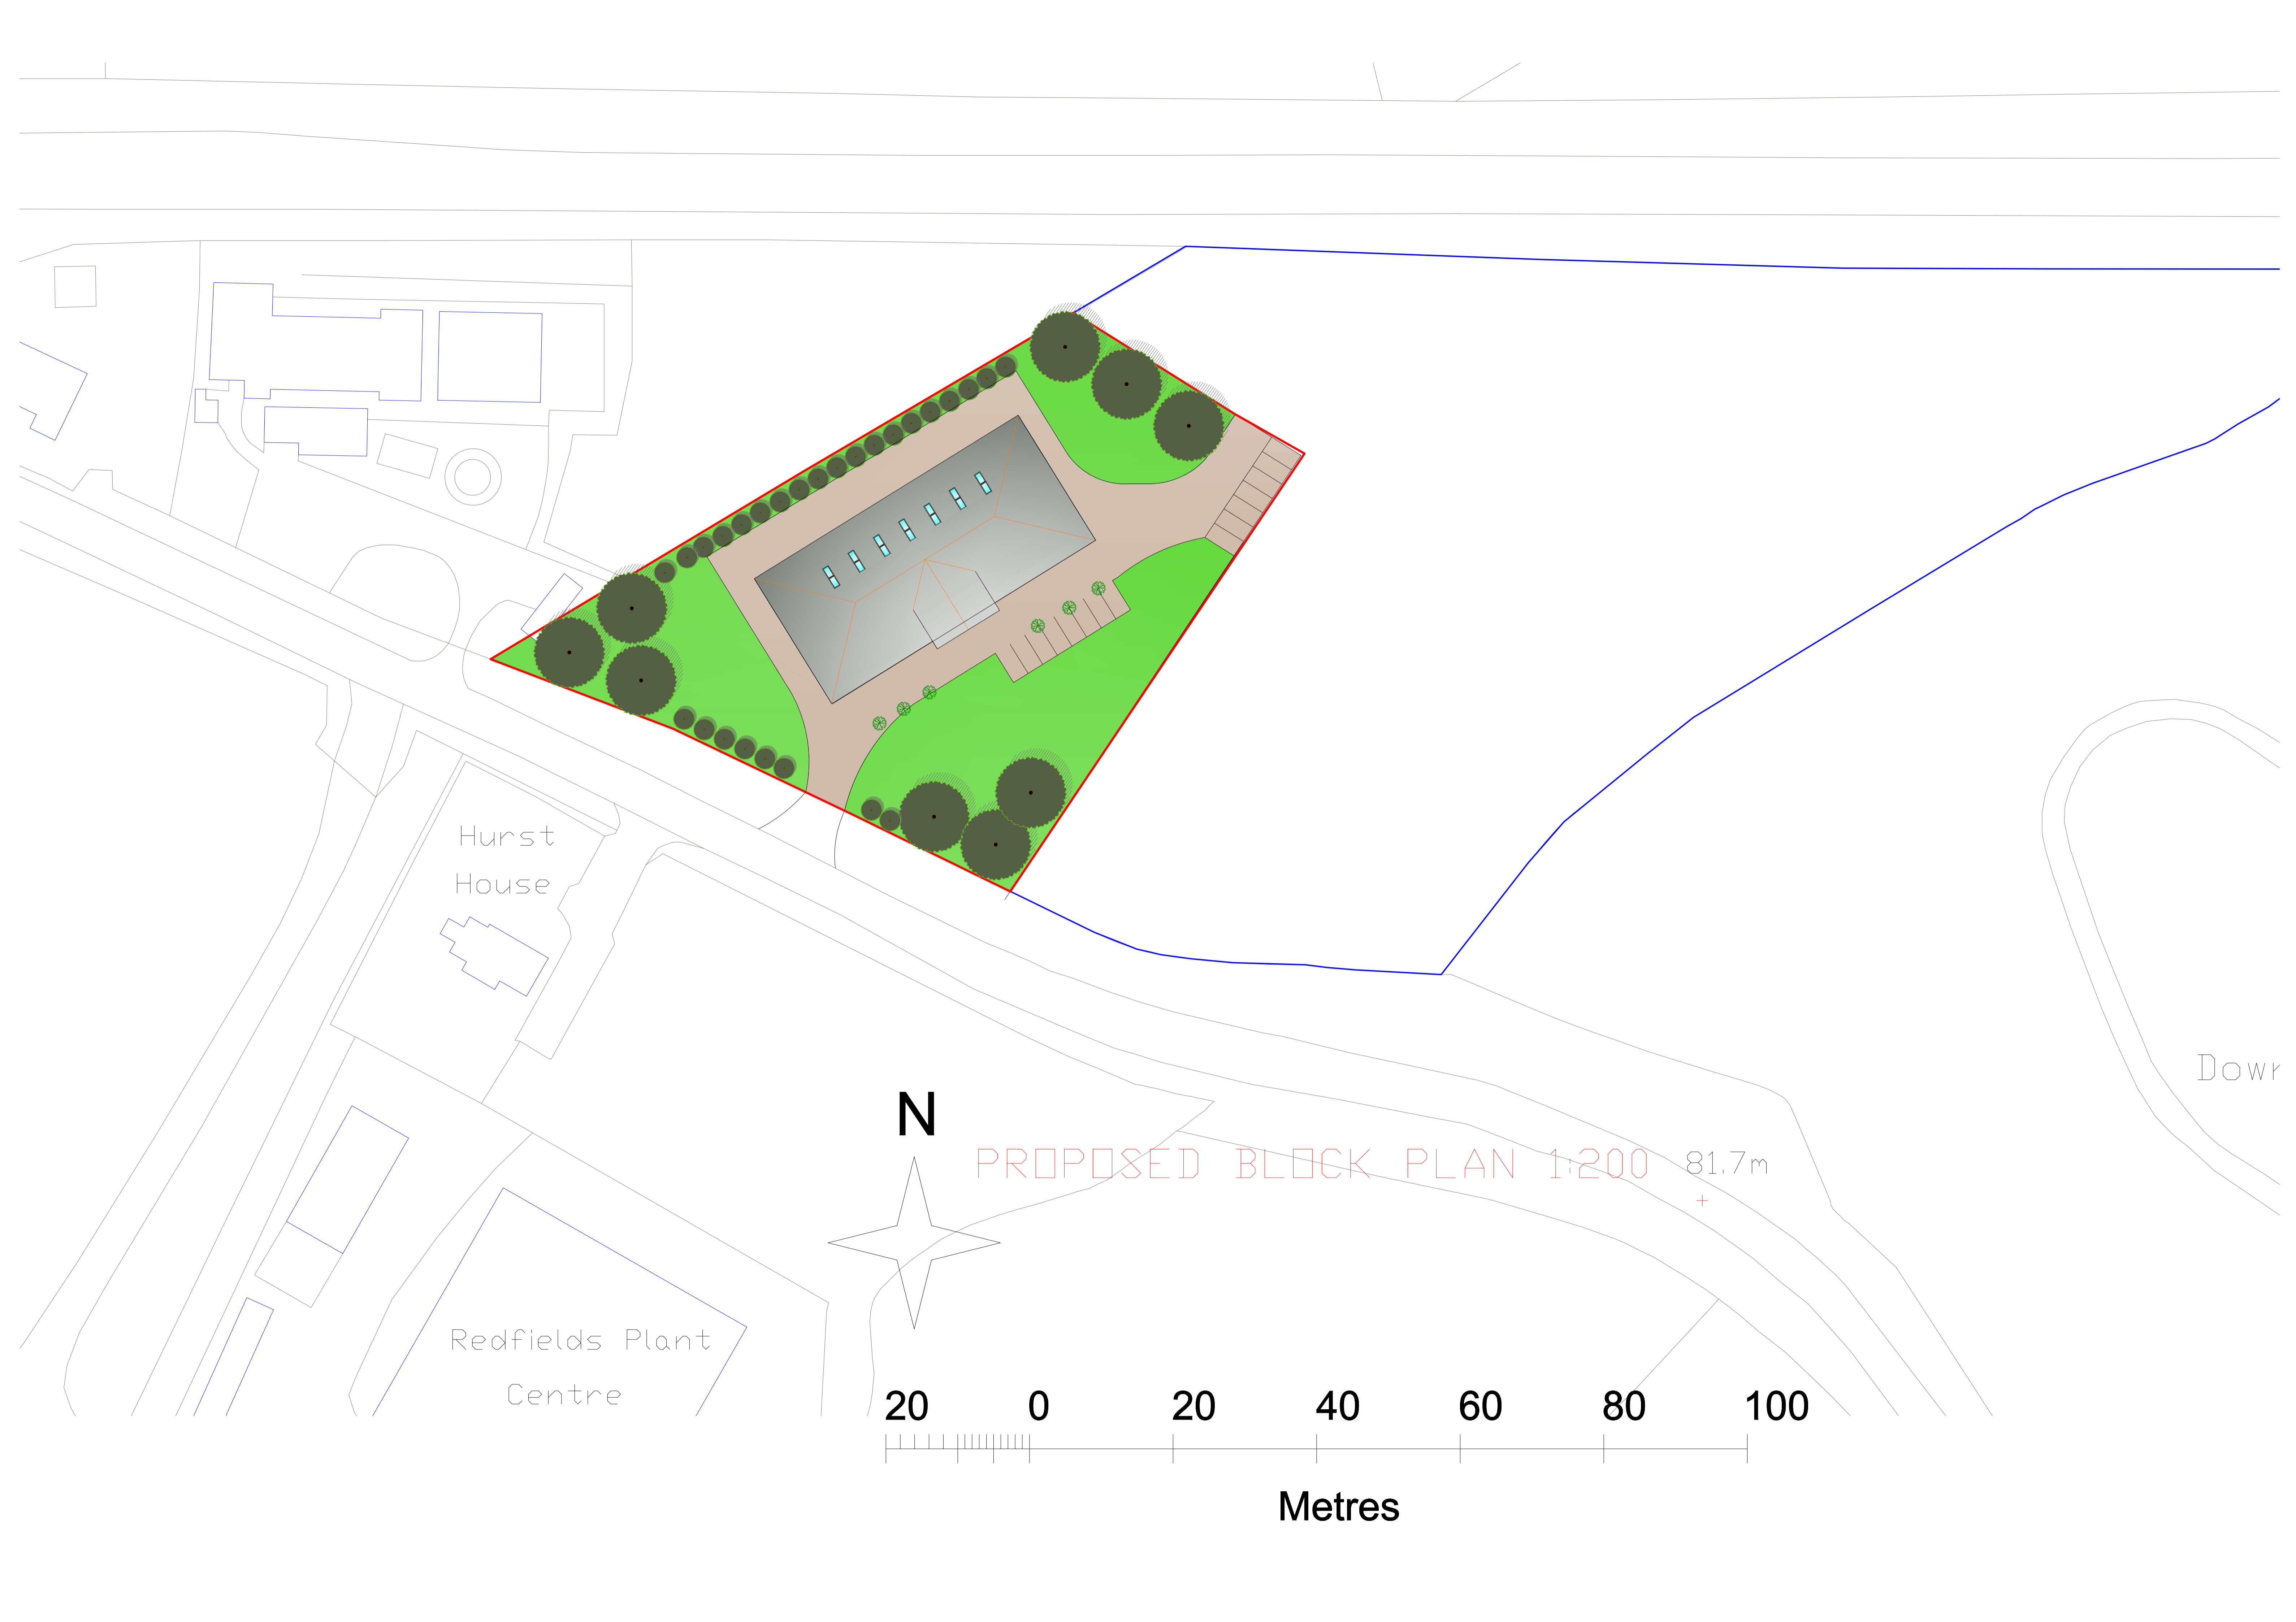 Hurst
House
Down
N
PROPOSED BLOCK PLAN 1:200
81.7m
Redfields Plant
Centre
20 0 20 40 60 80 100
Metres